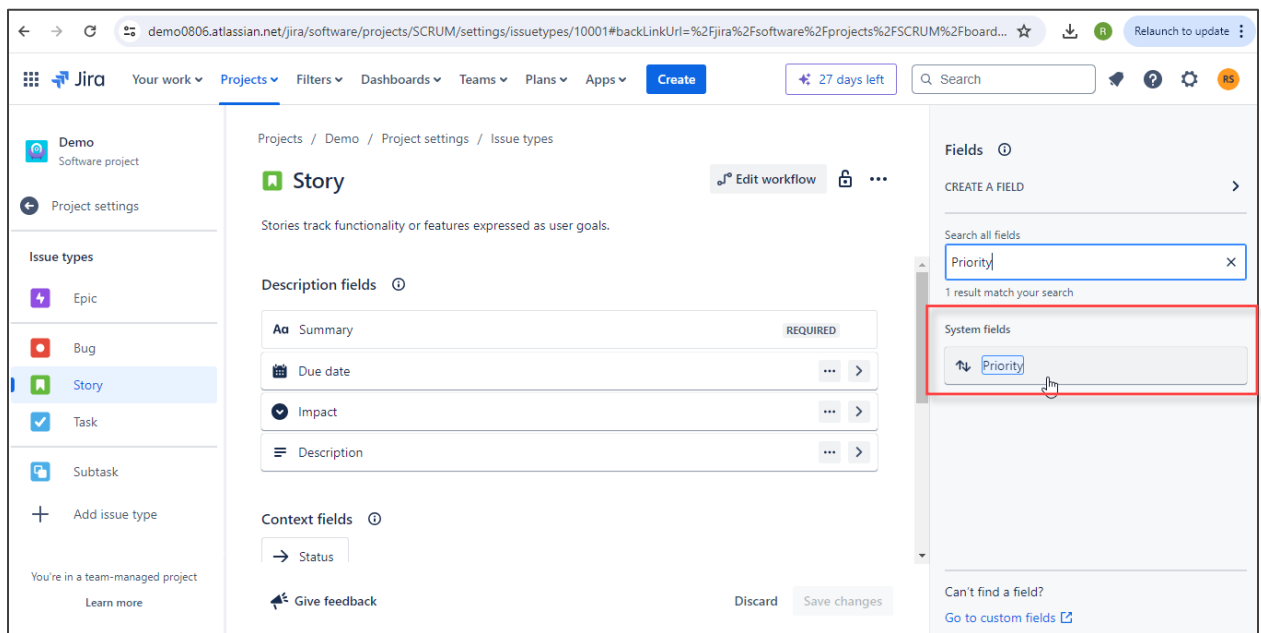 demo0806.atlassian.net/jira/software/projects/SCRUM/settings/issuetypes/10001#backLinkUrl=%2Fjira%2Fsoftware%2Fprojects%2FSCRUM%2Fboard...
R
Relaunch to update
Jira
Your work
Projects
Filters
Dashboards
Teams
Plans
Apps
Create
27 days left
Search
RS
Demo
Software project
Project settings
Issue types
Epic
Bug
Story
Task
Subtask
Add issue type
You're in a team-managed project
Learn more
Projects / Demo / Project settings / Issue types
Story
Edit workflow
Stories track functionality or features expressed as user goals.
Description fields
Aa Summary REQUIRED
Due date
Impact
Description
Context fields
Status
Give feedback
Discard
Save changes
Fields
CREATE A FIELD
Search all fields
Priority
1 result match your search
System fields
Priority
Can't find a field?
Go to custom fields